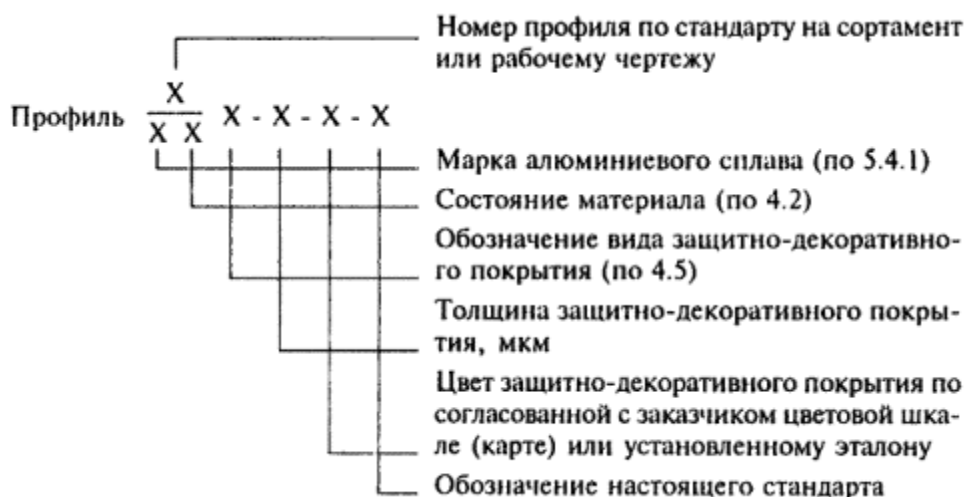 Номер профиля по стандарту на сортамент
или рабочему чертежу
X
Профиль X X X - X - X - X
Марка алюминиевого сплава (по 5.4.1)
Состояние материала (по 4.2)
Обозначение вида защитно-декоративно-
го покрытия (по 4.5)
Толщина защитно-декоративного покры-
тия, мкм
Цвет защитно-декоративного покрытия по
согласованной с заказчиком цветовой шка-
ле (карте) или установленному эталону
Обозначение настоящего стандарта